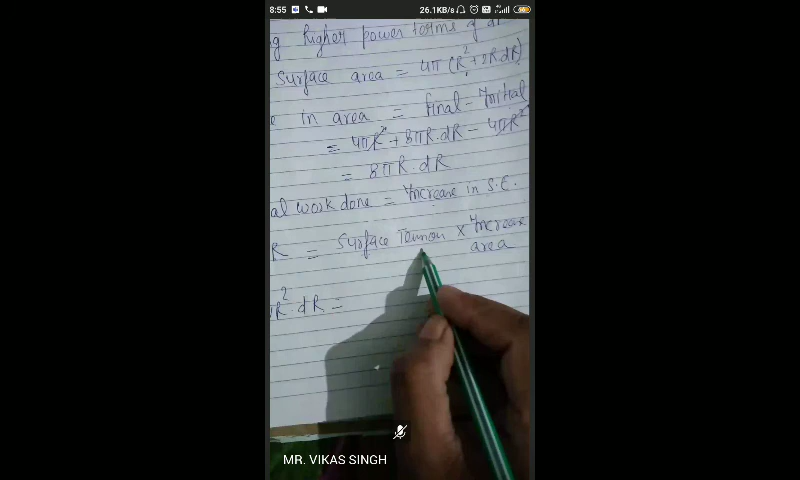 8:55
26.1KB/s
g higher power terms of d
Surface area = 4π (R² + 2R dR)
e in area = final - Initial
= 4πR² + 8πR.dR - 4πR²
= 8πR.dR
al work done = Increase in S.E.
R = Surface Tension × Increase
area
πR² dR =
MR. VIKAS SINGH